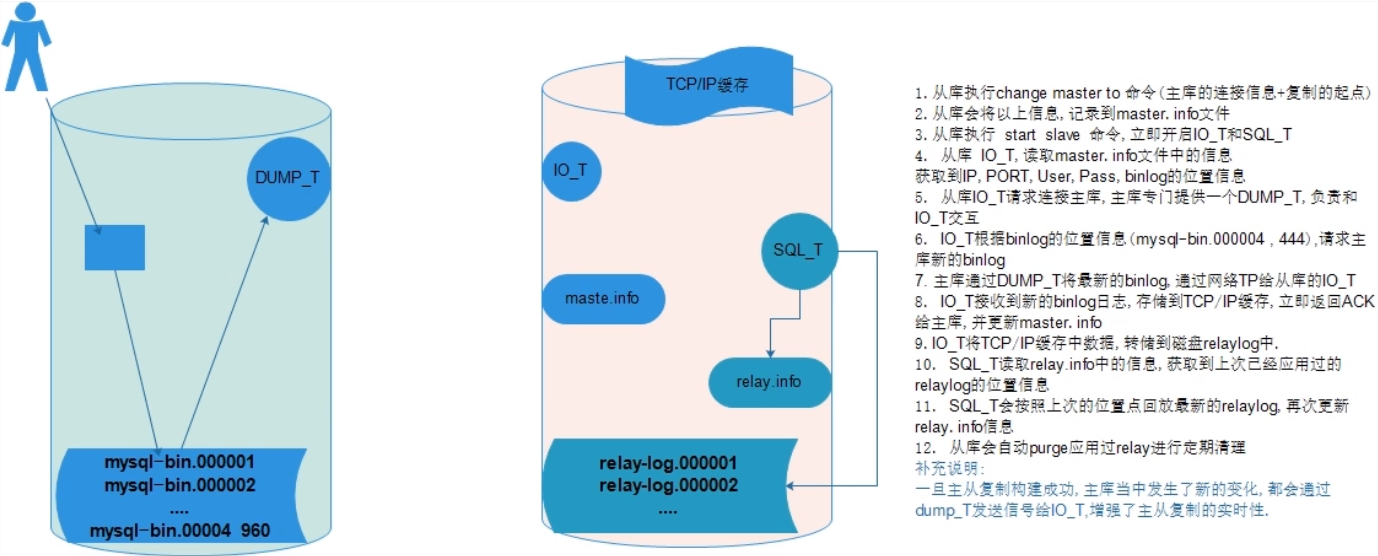 TCP/IP缓存
DUMP_T
IO_T
SQL_T
maste.info
relay.info
mysql-bin.000001
mysql-bin.000002
....
mysql-bin.00004 960
relay-log.000001
relay-log.000002
....
1. 从库执行change master to 命令(主库的连接信息+复制的起点)
2. 从库会将以上信息, 记录到master. info文件
3. 从库执行 start slave 命令, 立即开启IO_T和SQL_T
4. 从库 IO_T, 读取master. info文件中的信息
获取到IP, PORT, User, Pass, binlog的位置信息
5. 从库IO_T请求连接主库, 主库专门提供一个DUMP_T, 负责和
IO_T交互
6. IO_T根据binlog的位置信息(mysql-bin.000004 , 444),请求主
库新的binlog
7. 主库通过DUMP_T将最新的binlog, 通过网络TP给从库的IO_T
8. IO_T接收到新的binlog日志, 存储到TCP/IP缓存, 立即返回ACK
给主库, 并更新master. info
9. IO_T将TCP/IP缓存中数据, 转储到磁盘relaylog中.
10. SQL_T读取relay.info中的信息, 获取到上次已经应用过的
relaylog的位置信息
11. SQL_T会按照上次的位置点回放最新的relaylog, 再次更新
relay. info信息
12. 从库会自动purge应用过relay进行定期清理
补充说明:
一旦主从复制构建成功, 主库当中发生了新的变化, 都会通过
dump_T发送信号给IO_T,增强了主从复制的实时性.